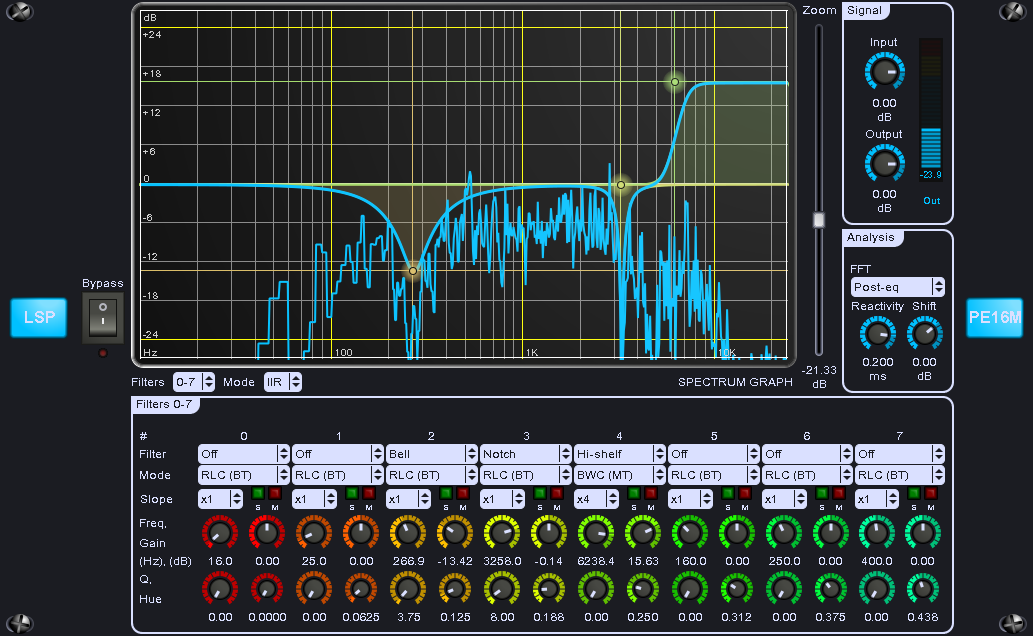 dB
+24
+18
+12
+6
0
-6
-12
-18
-24
Hz
100
1K
10K
Zoom
-21.33
dB
Signal
Input
0.00
dB
Output
0.00
dB
-23.9
Out
Analysis
FFT
Post-eq
Reactivity Shift
0.200 0.00
ms dB
Bypass
LSP
PE16M
Filters 0-7 Mode IIR SPECTRUM GRAPH
Filters 0-7
# 0 1 2 3 4 5 6 7
Filter Off Off Bell Notch Hi-shelf Off Off Off
Mode RLC (BT) RLC (BT) RLC (BT) RLC (BT) BWC (MT) RLC (BT) RLC (BT) RLC (BT)
Slope x1 x1 x1 x1 x4 x1 x1 x1
S M S M S M S M S M S M S M S M
Freq,
Gain
(Hz), (dB) 16.0 0.00 25.0 0.00 266.9 -13.42 3258.0 -0.14 6238.4 15.63 160.0 0.00 250.0 0.00 400.0 0.00
Q,
Hue
0.00 0.0000 0.00 0.0625 3.75 0.125 8.00 0.188 0.00 0.250 0.00 0.312 0.00 0.375 0.00 0.438